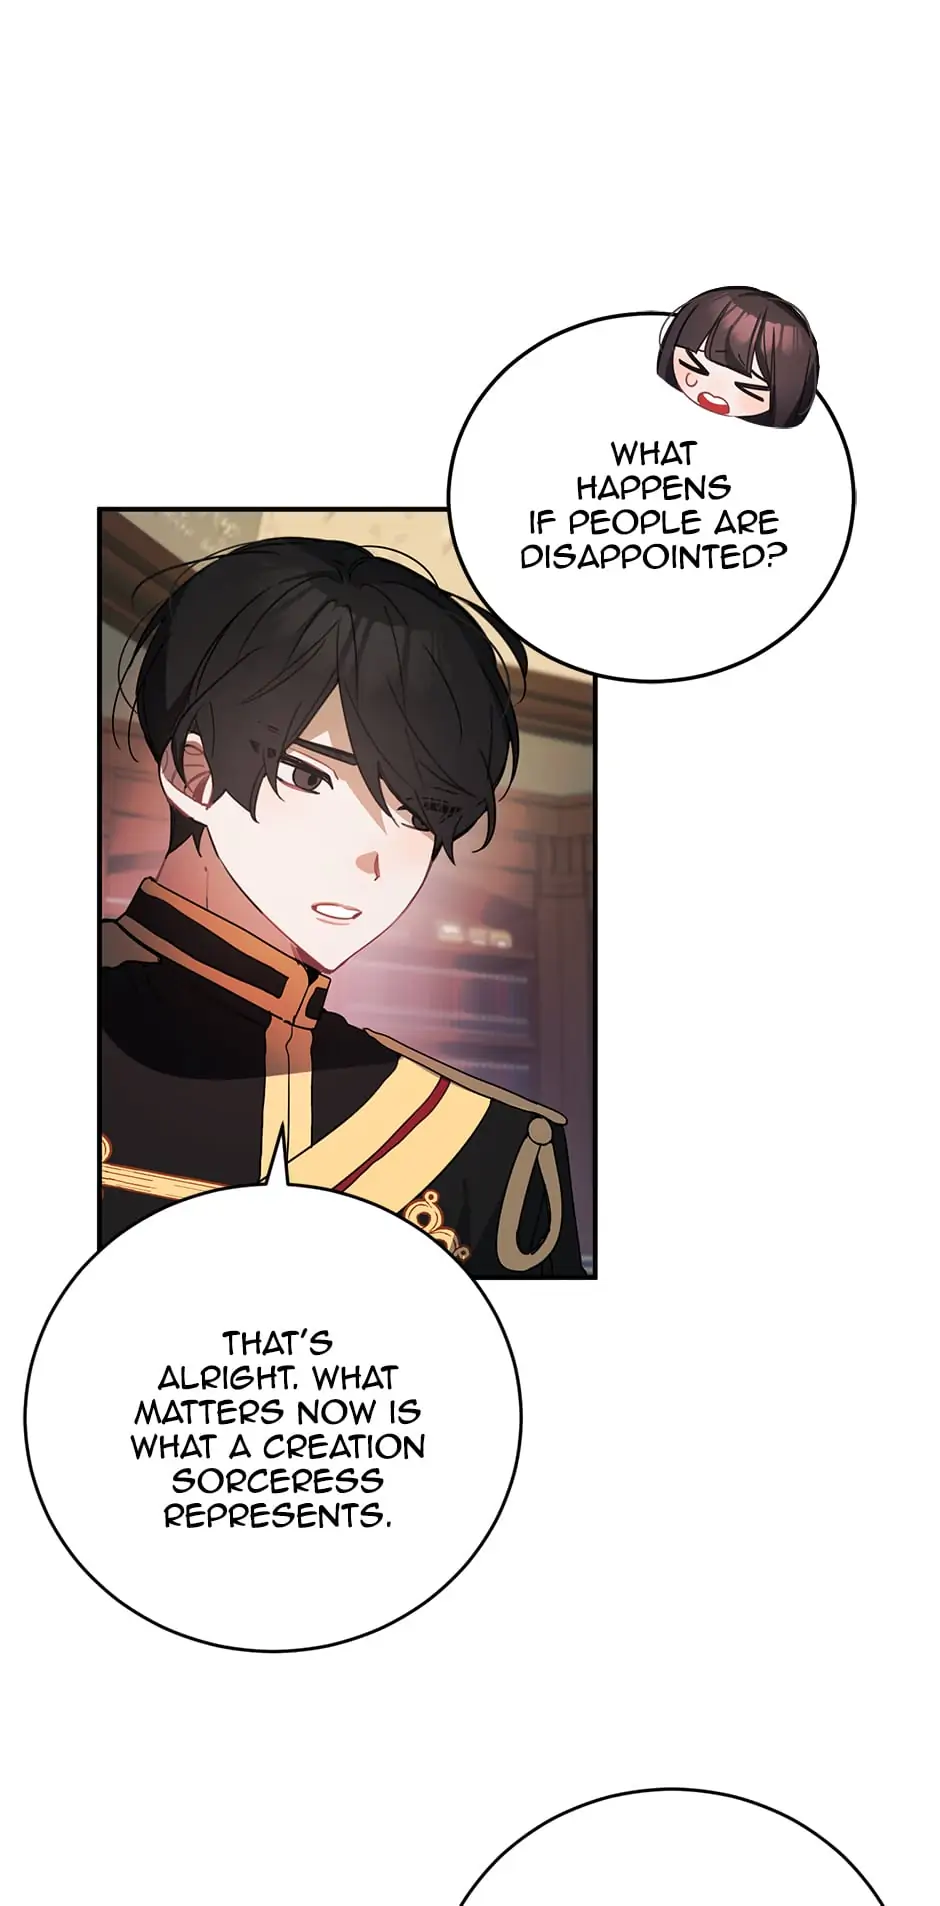 WHAT
HAPPENS
IF PEOPLE ARE
DISAPPOINTED?
THAT'S
ALRIGHT. WHAT
MATTERS NOW IS
WHAT A CREATION
SORCERESS
REPRESENTS.